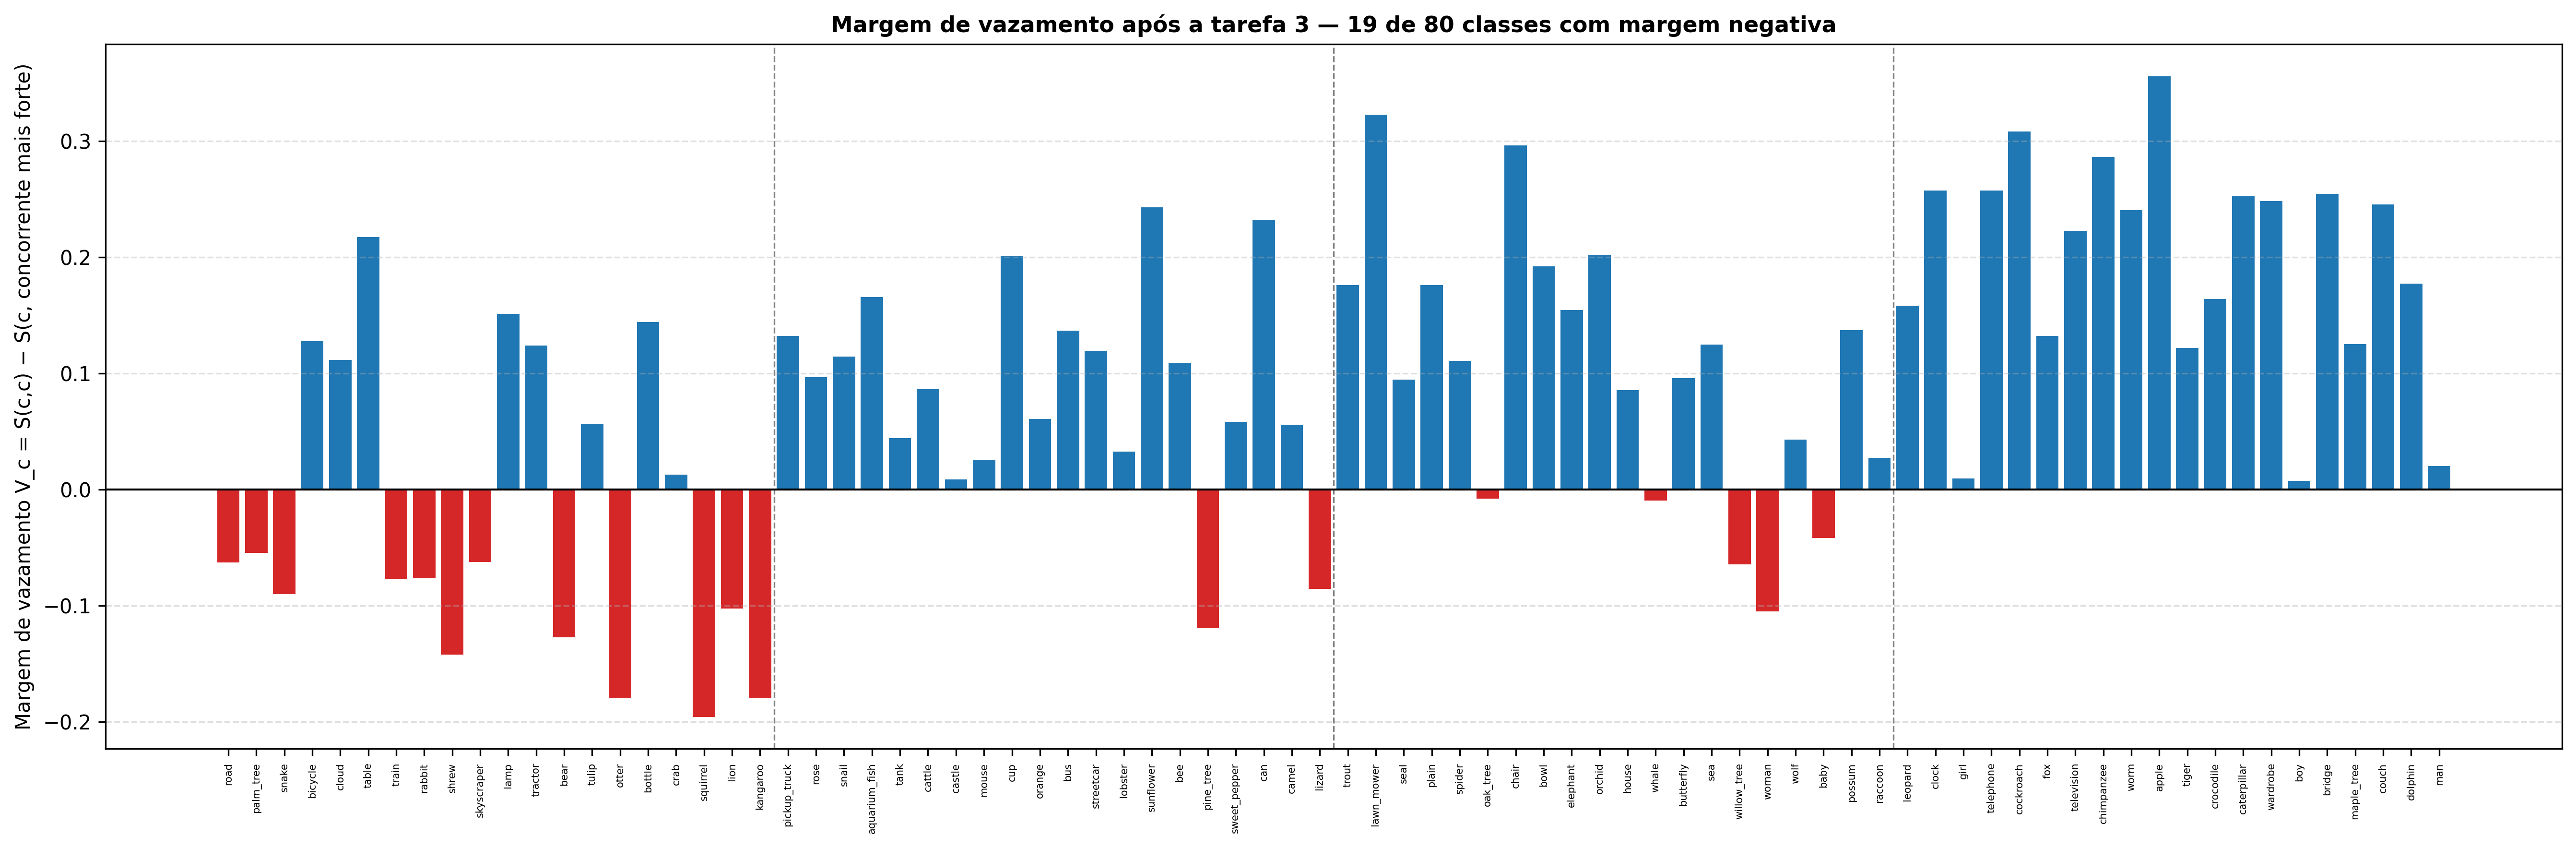 Margem de vazamento após a tarefa 3 — 19 de 80 classes com margem negativa
Margem de vazamento V_c = S(c,c) − S(c, concorrente mais forte)
0.3
0.2
0.1
0.0
−0.1
−0.2
road
palm_tree
snake
bicycle
cloud
table
train
rabbit
shrew
skyscraper
lamp
tractor
bear
tulip
otter
bottle
crab
squirrel
lion
kangaroo
pickup_truck
rose
snail
aquarium_fish
tank
cattle
castle
mouse
cup
orange
bus
streetcar
lobster
sunflower
bee
pine_tree
sweet_pepper
can
camel
lizard
trout
lawn_mower
seal
plain
spider
oak_tree
chair
bowl
elephant
orchid
house
whale
butterfly
sea
willow_tree
woman
wolf
baby
possum
raccoon
leopard
clock
girl
telephone
cockroach
fox
television
chimpanzee
worm
apple
tiger
crocodile
caterpillar
wardrobe
boy
bridge
maple_tree
couch
dolphin
man